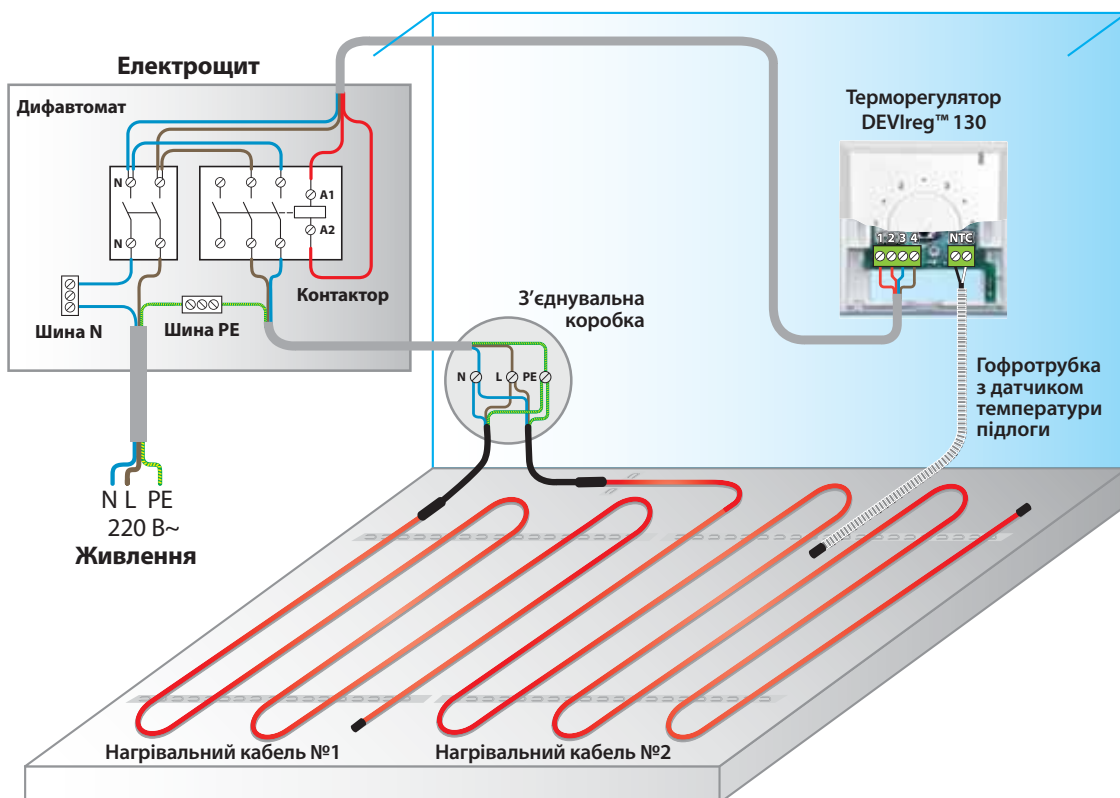 Електрощит
Дифавтомат
N
N
A1
A2
Контактор
Шина N
Шина PE
N L PE
220 В~
Живлення
З’єднувальна
коробка
N
L
PE
Терморегулятор
DEVIreg™ 130
1 2 3 4
NTC
Гофротрубка
з датчиком
температури
підлоги
Нагрівальний кабель №1
Нагрівальний кабель №2